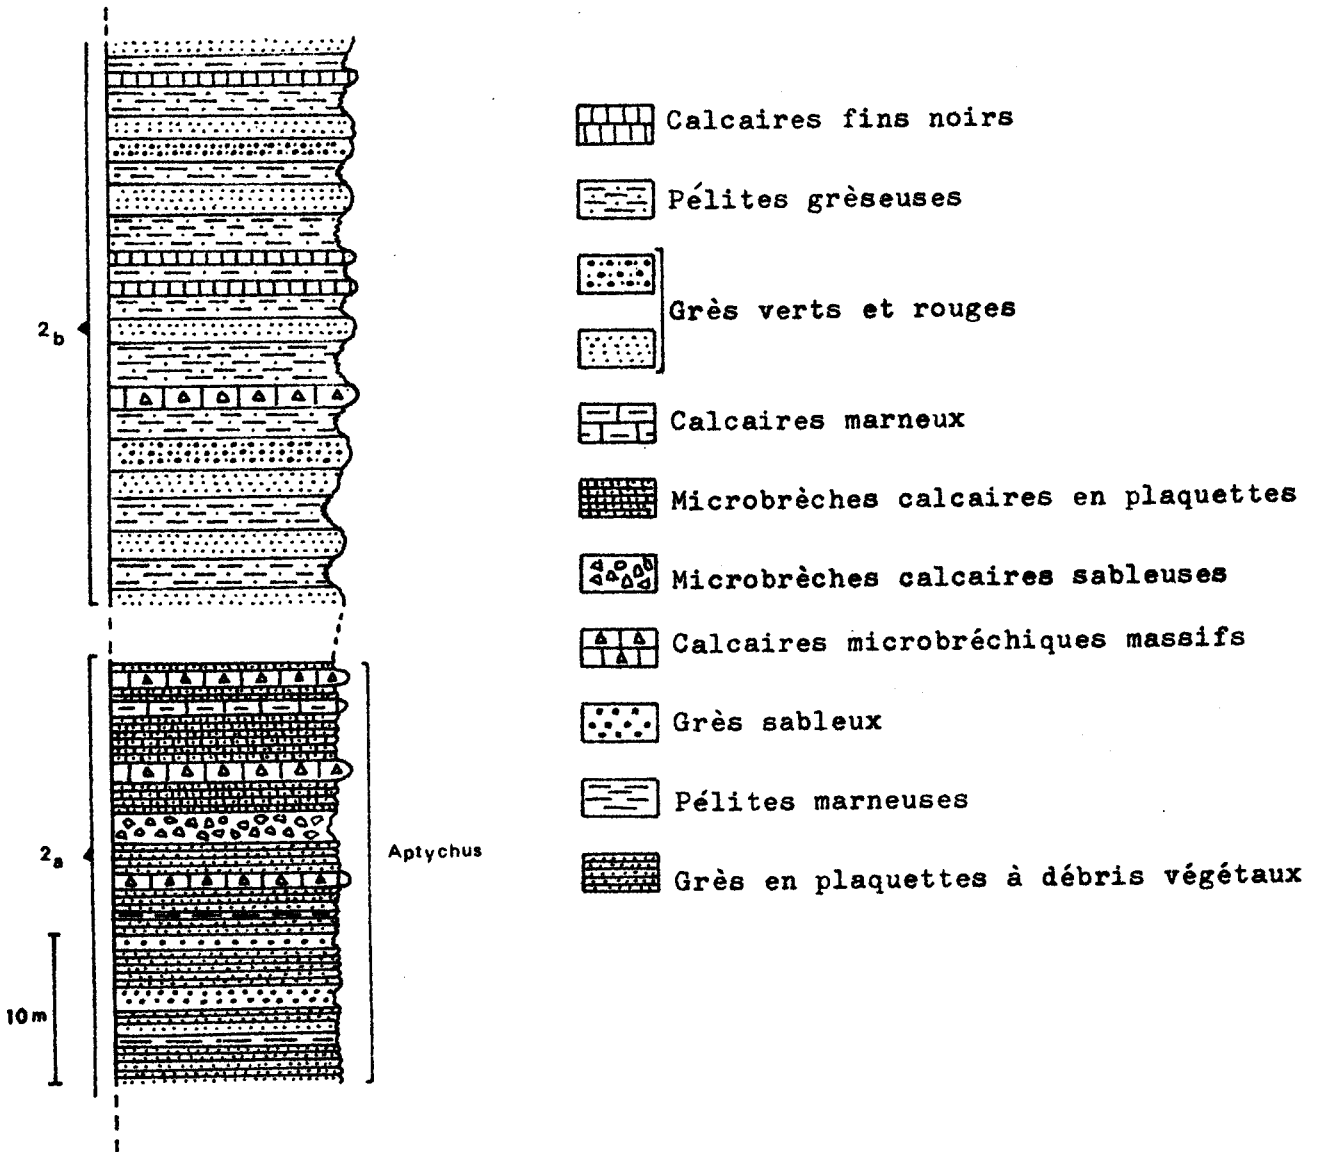 Calcaires fins noirs
Pélites grèseuses
Grès verts et rouges
2b
Calcaires marneux
Microbrèches calcaires en plaquettes
Microbrèches calcaires sableuses
Calcaires microbréchiques massifs
Grès sableux
Pélites marneuses
2a
Aptychus
Grès en plaquettes à débris végétaux
10m